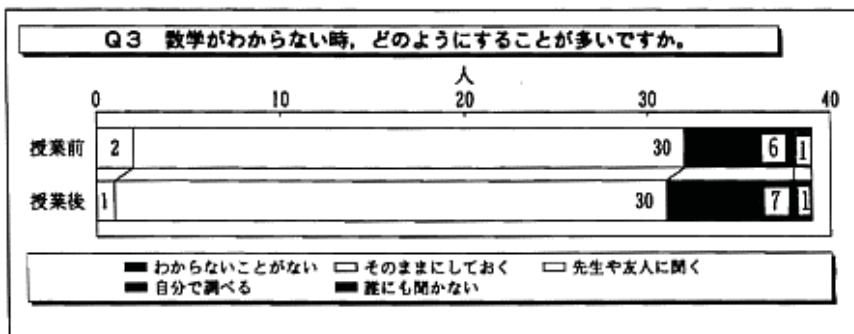 Q3 数学がわからない時，どのようにすることが多いですか。
人
0 10 20 30 40
授業前 2 30 6 1
授業後 1 30 7 1
わからないことがない そのままにしておく 先生や友人に聞く
自分で調べる 誰にも聞かない